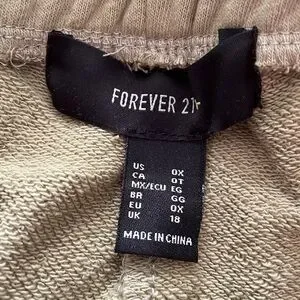 FOREVER 21+
US 0X
CA 0T
MX/ECU EG
BR GG
EU 0X
UK 18
MADE IN CHINA